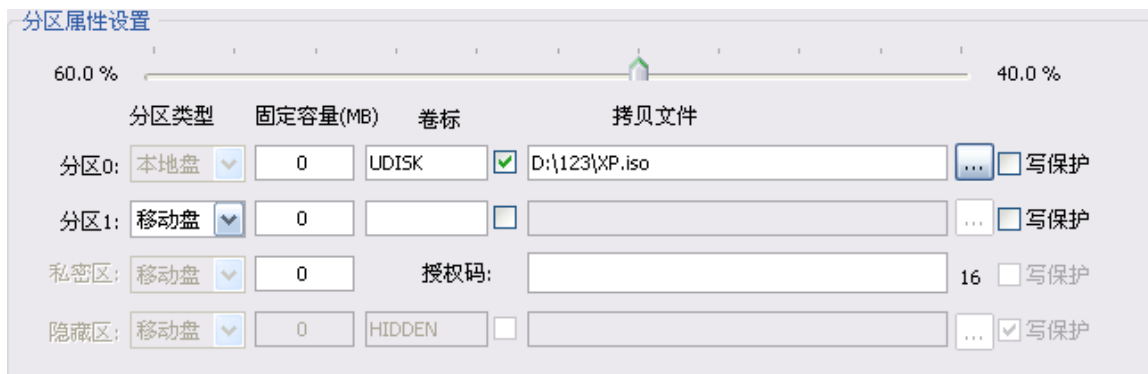 分区属性设置
60.0 % 40.0 %
分区类型 固定容量(MB) 卷标 拷贝文件
分区0: 本地盘 0 UDISK D:\123\XP.iso ... 写保护
分区1: 移动盘 0 ... 写保护
私密区: 移动盘 0 授权码: 16 写保护
隐藏区: 移动盘 0 HIDDEN ... 写保护